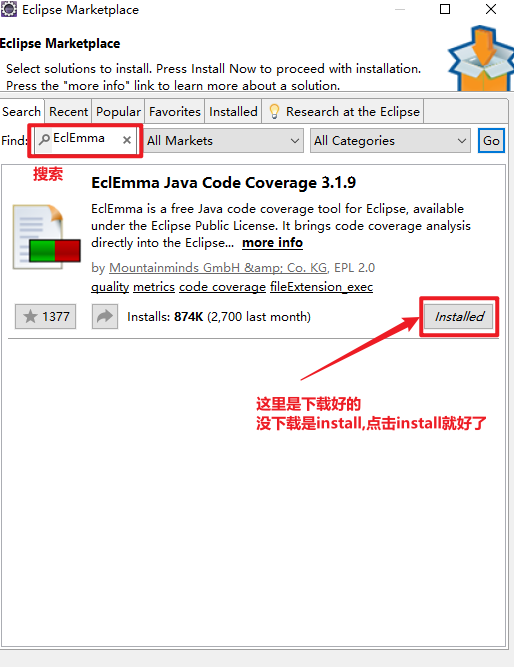 Eclipse Marketplace
Eclipse Marketplace
Select solutions to install. Press Install Now to proceed with installation.
Press the "more info" link to learn more about a solution.
Search Recent Popular Favorites Installed Research at the Eclipse
Find: EclEmma All Markets All Categories Go
搜索
EclEmma Java Code Coverage 3.1.9
EclEmma is a free Java code coverage tool for Eclipse, available
under the Eclipse Public License. It brings code coverage analysis
directly into the Eclipse... more info
by Mountainminds GmbH &amp; Co. KG, EPL 2.0
quality metrics code coverage fileExtension_exec
1377 Installs: 874K (2,700 last month) Installed
这里是下载好的
没下载是install,点击install就好了